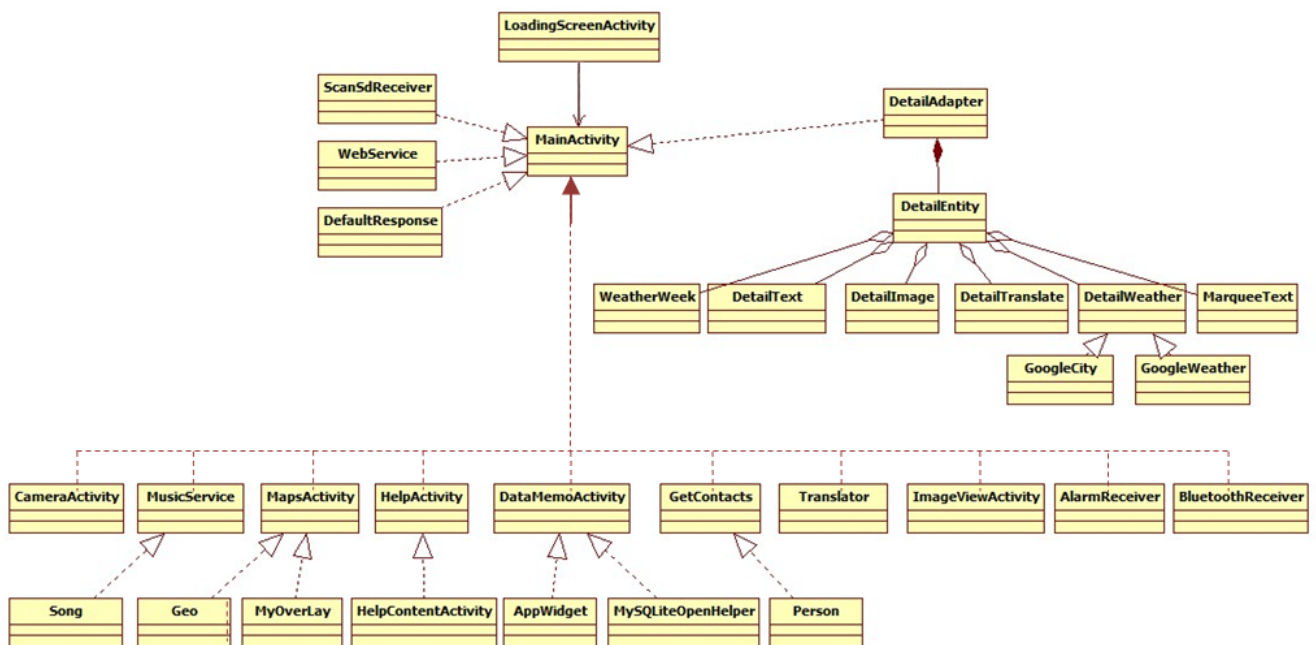 LoadingScreenActivity
ScanSdReceiver
DetailAdapter
MainActivity
WebService
DetailEntity
DefaultResponse
WeatherWeek
DetailText
DetailImage
DetailTranslate
DetailWeather
MarqueeText
GoogleCity
GoogleWeather
CameraActivity
MusicService
MapsActivity
HelpActivity
DataMemoActivity
GetContacts
Translator
ImageViewActivity
AlarmReceiver
BluetoothReceiver
Song
Geo
MyOverLay
HelpContentActivity
AppWidget
MySQLiteOpenHelper
Person